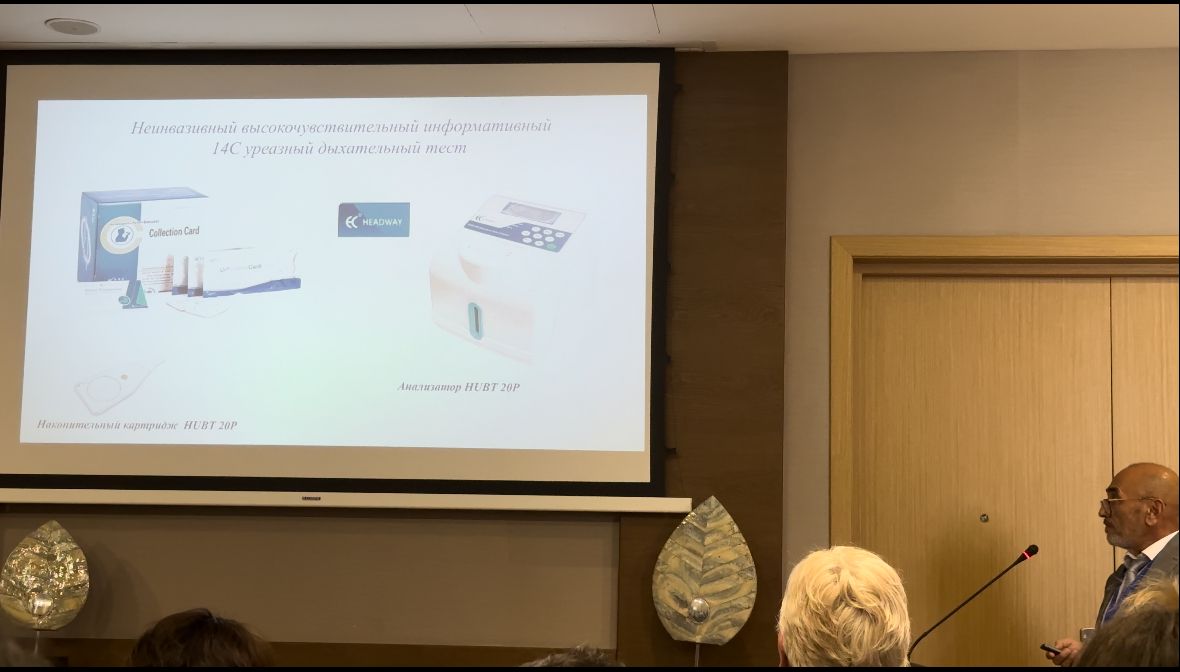 Неинвазивный высокочувствительный информативный
14С уреазный дыхательный тест
Collection Card
HEADWAY
Анализатор HUBT 20P
Накопительный картридж HUBT 20P